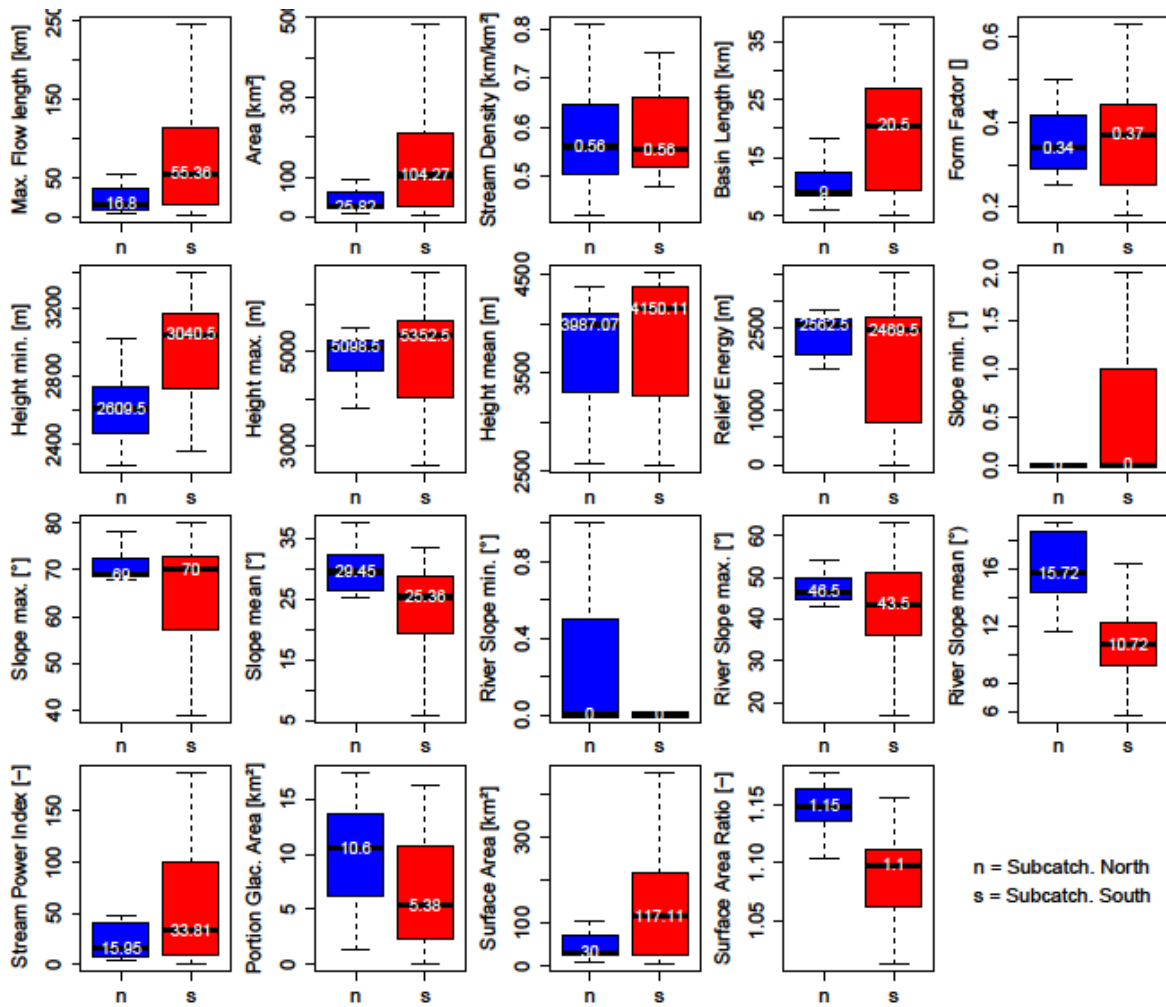 Max. Flow length [km]
0
50
150
250
16.8
55.36
n
s
Area [km²]
0
100
300
500
25.82
104.27
n
s
Stream Density [km/km²]
0.5
0.6
0.7
0.8
0.56
0.56
n
s
Basin Length [km]
5
15
25
35
9
20.5
n
s
Form Factor []
0.2
0.4
0.6
0.34
0.37
n
s
Height min. [m]
2400
2800
3200
2609.5
3040.5
n
s
Height max. [m]
3000
5000
5098.5
5352.5
n
s
Height mean [m]
2500
3500
4500
3987.07
4150.11
n
s
Relief Energy [m]
0
1000
2500
2562.5
2469.5
n
s
Slope min. [°]
0.0
0.5
1.0
1.5
2.0
0
0
n
s
Slope max. [°]
40
50
60
70
80
69
70
n
s
Slope mean [°]
5
15
25
35
29.45
25.36
n
s
River Slope min. [°]
0.0
0.4
0.8
0
0
n
s
River Slope max. [°]
20
30
40
50
60
46.5
43.5
n
s
River Slope mean (°)
6
8
12
16
15.72
10.72
n
s
Stream Power Index [−]
0
50
100
150
15.95
33.81
n
s
Portion Glac. Area [km²]
0
5
10
15
10.6
5.38
n
s
Surface Area [km²]
0
100
300
30
117.11
n
s
Surface Area Ratio [−]
1.05
1.10
1.15
1.15
1.1
n
s
n = Subcatch. North
s = Subcatch. South